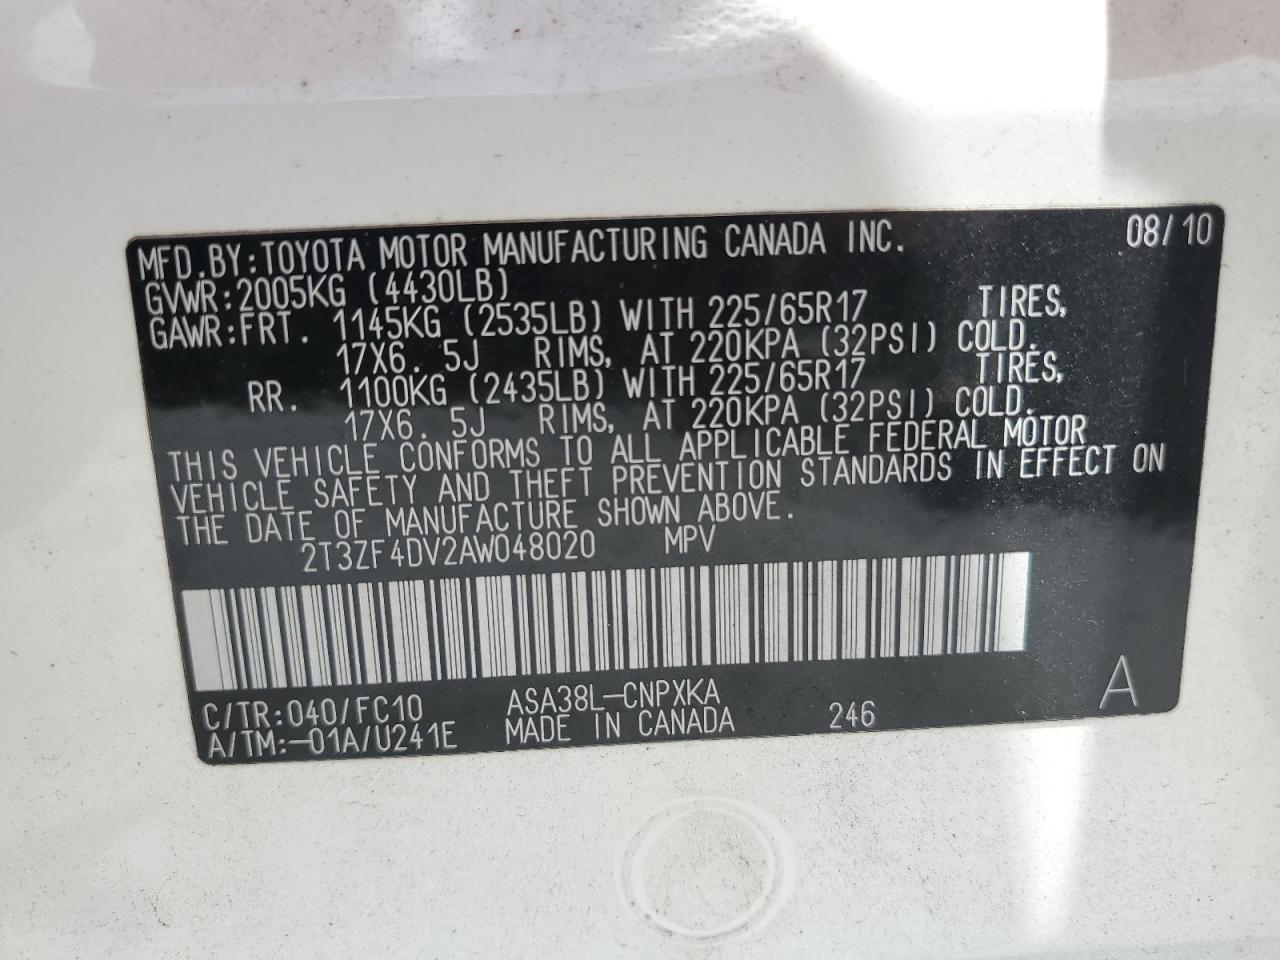 MFD.BY:TOYOTA MOTOR MANUFACTURING CANADA INC. 08/10
GVWR:2005KG (4430LB)
GAWR:FRT. 1145KG (2535LB) WITH 225/65R17 TIRES,
17X6.5J RIMS, AT 220KPA (32PSI) COLD.
RR. 1100KG (2435LB) WITH 225/65R17 TIRES,
17X6.5J RIMS, AT 220KPA (32PSI) COLD.
THIS VEHICLE CONFORMS TO ALL APPLICABLE FEDERAL MOTOR
VEHICLE SAFETY AND THEFT PREVENTION STANDARDS IN EFFECT ON
THE DATE OF MANUFACTURE SHOWN ABOVE.
2T3ZF4DV2AW048020 MPV
C/TR:040/FC10 ASA38L-CNPXKA A
A/TM:-01A/U241E MADE IN CANADA 246